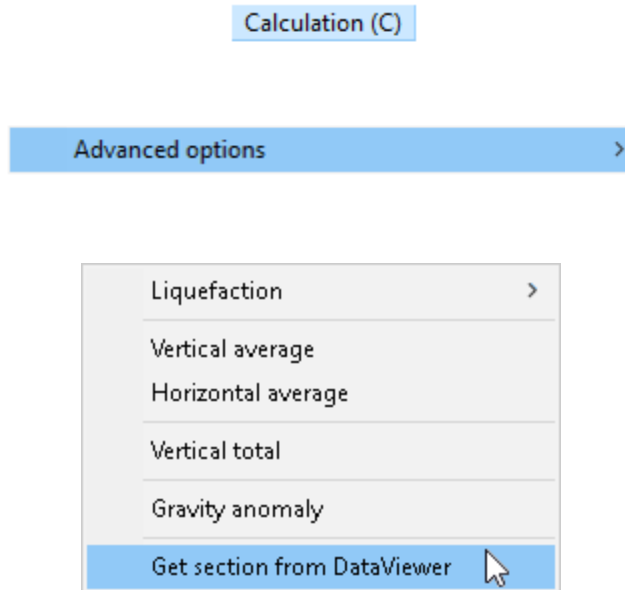 Calculation (C)
Advanced options
Liquefaction
Vertical average
Horizontal average
Vertical total
Gravity anomaly
Get section from DataViewer